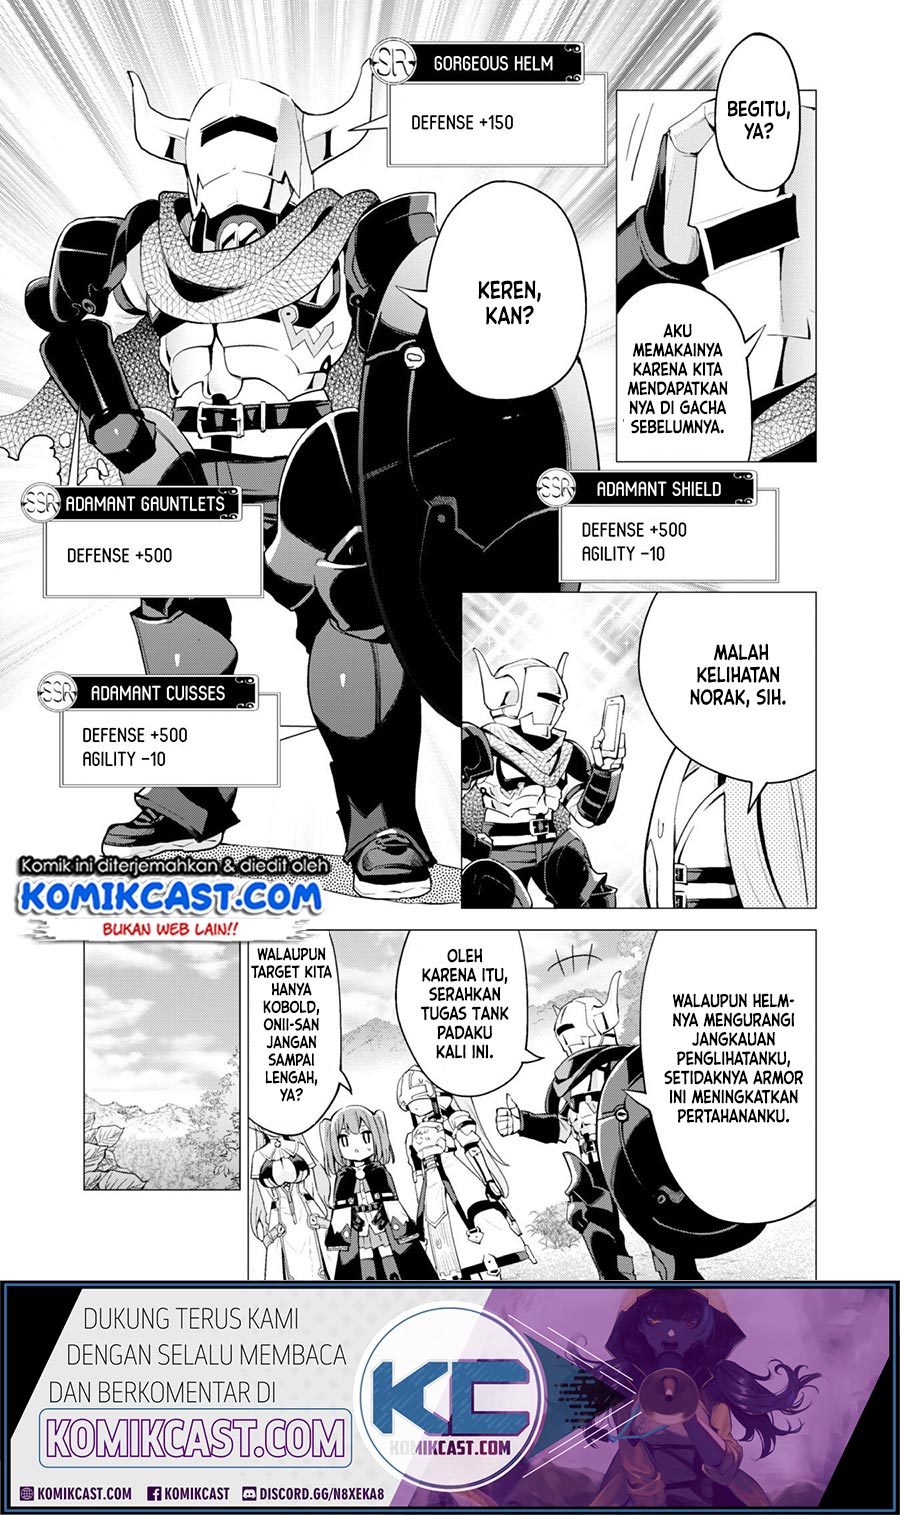 BEGITU,
YA?
AKU
MEMAKAINYA
KARENA KITA
MENDAPATKAN
NYA DI GACHA
SEBELUMNYA.
SR
GORGEOUS HELM
DEFENSE +150
KEREN,
KAN?
SSR
ADAMANT SHIELD
DEFENSE +500
AGILITY -10
SSR
ADAMANT GAUNTLETS
DEFENSE +500
SSR
ADAMANT CUISSES
DEFENSE +500
AGILITY -10
MALAH
KELIHATAN
NORAK, SIH.
Komik ini diterjemahkan & diedit oleh
KOMIKCAST.COM
BUKAN WEB LAIN!!
WALAUPUN HELM-
NYA MENGURANGI
JANGKAUAN
PENGLIHATANKU,
SETIDAKNYA ARMOR
INI MENINGKATKAN
PERTAHANANKU.
OLEH
KARENA ITU,
SERAHKAN
TUGAS TANK
PADAKU
KALI INI.
WALAUPUN
TARGET KITA
HANYA
KOBOLD,
ONII-SAN
JANGAN
SAMPAI
LENGAH,
YA?
DUKUNG TERUS KAMI
DENGAN SELALU MEMBACA
DAN BERKOMENTAR DI
KOMIKCAST.COM
KC
KOMIKCAST.COM
KOMIKCAST.COM
KOMIKCAST
DISCORD.GG/N8XEKA8